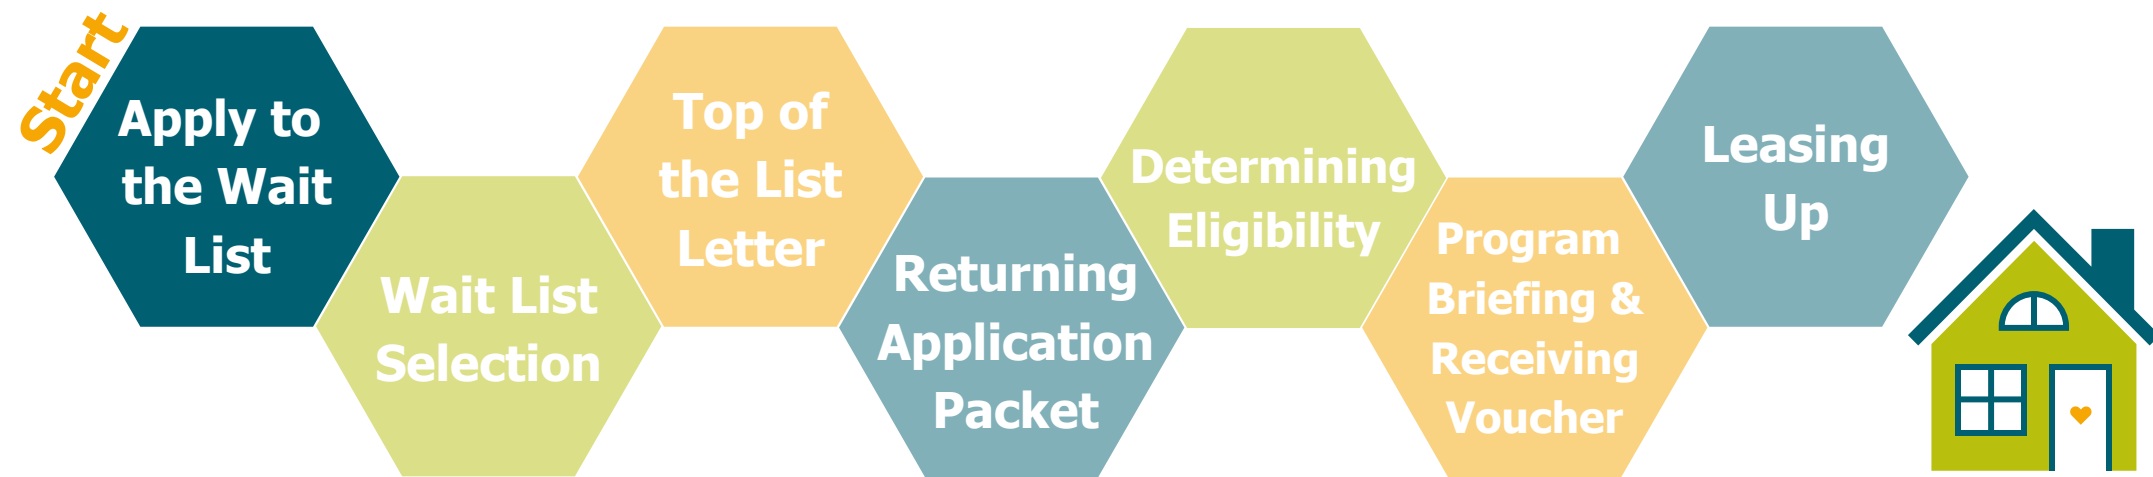 Start
Apply to
the Wait
List
Wait List
Selection
Top of
the List
Letter
Returning
Application
Packet
Determining
Eligibility
Program
Briefing &
Receiving
Voucher
Leasing
Up